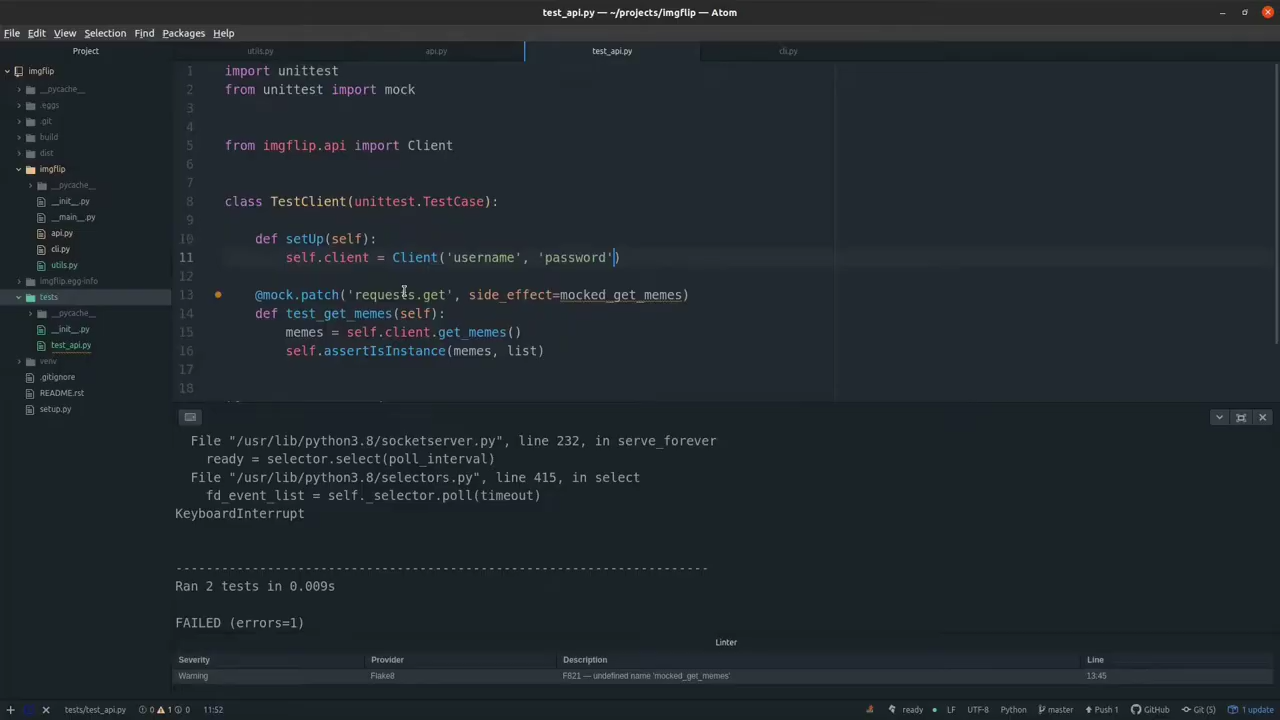 test_api.py — ~/projects/imgflip — Atom
File Edit View Selection Find Packages Help
Project
utils.py
api.py
test_api.py
cli.py
imgflip
__pycache__
.eggs
.git
build
dist
imgflip
__pycache__
__init__.py
__main__.py
api.py
cli.py
utils.py
imgflip.egg-info
tests
__pycache__
__init__.py
test_api.py
venv
.gitignore
README.rst
setup.py
1 import unittest
2 from unittest import mock
3
4
5 from imgflip.api import Client
6
7
8 class TestClient(unittest.TestCase):
9
10 def setUp(self):
11 self.client = Client('username', 'password')
12
13 @mock.patch('requests.get', side_effect=mocked_get_memes)
14 def test_get_memes(self):
15 memes = self.client.get_memes()
16 self.assertIsInstance(memes, list)
17
18
File "/usr/lib/python3.8/socketserver.py", line 232, in serve_forever
ready = selector.select(poll_interval)
File "/usr/lib/python3.8/selectors.py", line 415, in select
fd_event_list = self._selector.poll(timeout)
KeyboardInterrupt
----------------------------------------------------------------------
Ran 2 tests in 0.009s
FAILED (errors=1)
Linter
Severity Provider Description Line
Warning Flake8 F821 — undefined name 'mocked_get_memes' 13:45
tests/test_api.py 0 1 0 11:52 ready LF UTF-8 Python master Push 1 GitHub Git (5) 1 update